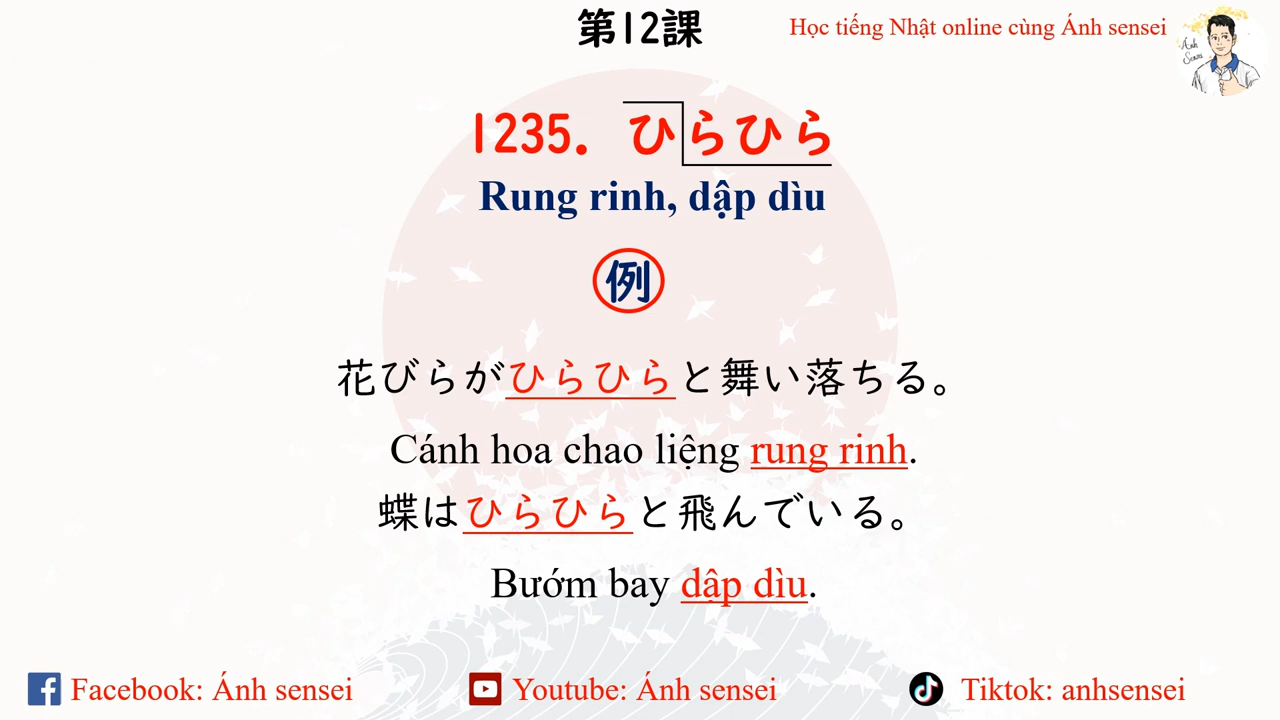 第12課
Học tiếng Nhật online cùng Ánh sensei
Ánh
Sensei
1235. ひらひら
Rung rinh, dập dìu
例
花びらがひらひらと舞い落ちる。
Cánh hoa chao liệng rung rinh.
蝶はひらひらと飛んでいる。
Bướm bay dập dìu.
Facebook: Ánh sensei
Youtube: Ánh sensei
Tiktok: anhsensei